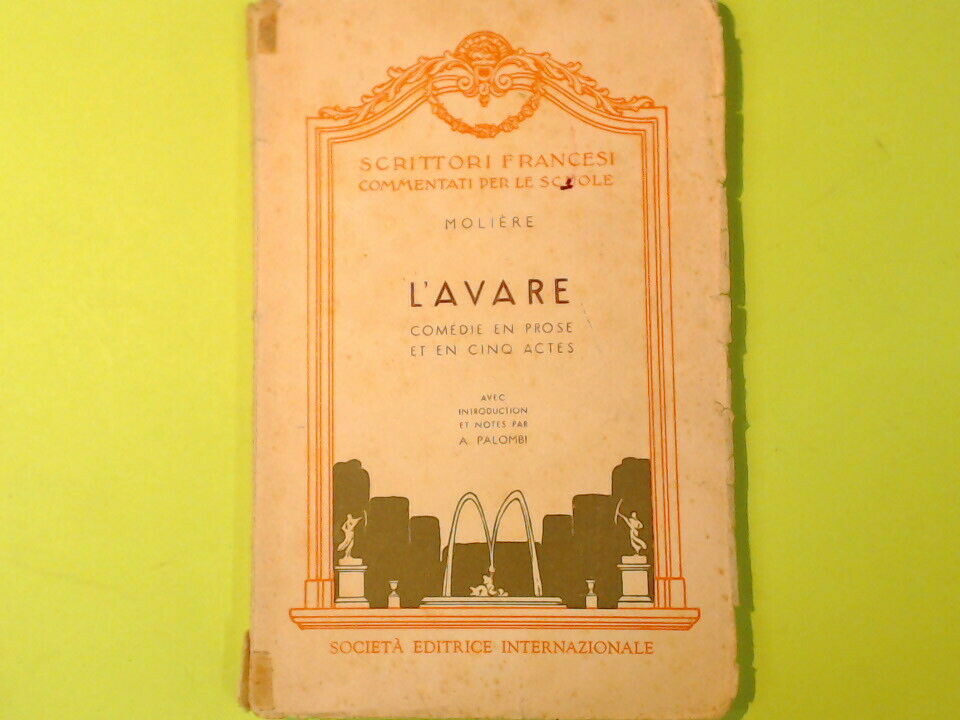 SCRITTORI FRANCESI
COMMENTATI PER LE SCUOLE
MOLIÈRE
L'AVARE
COMÉDIE EN PROSE
ET EN CINQ ACTES
AVEC
INTRODUCTION
ET NOTES PAR
A. PALOMBI
SOCIETÀ EDITRICE INTERNAZIONALE